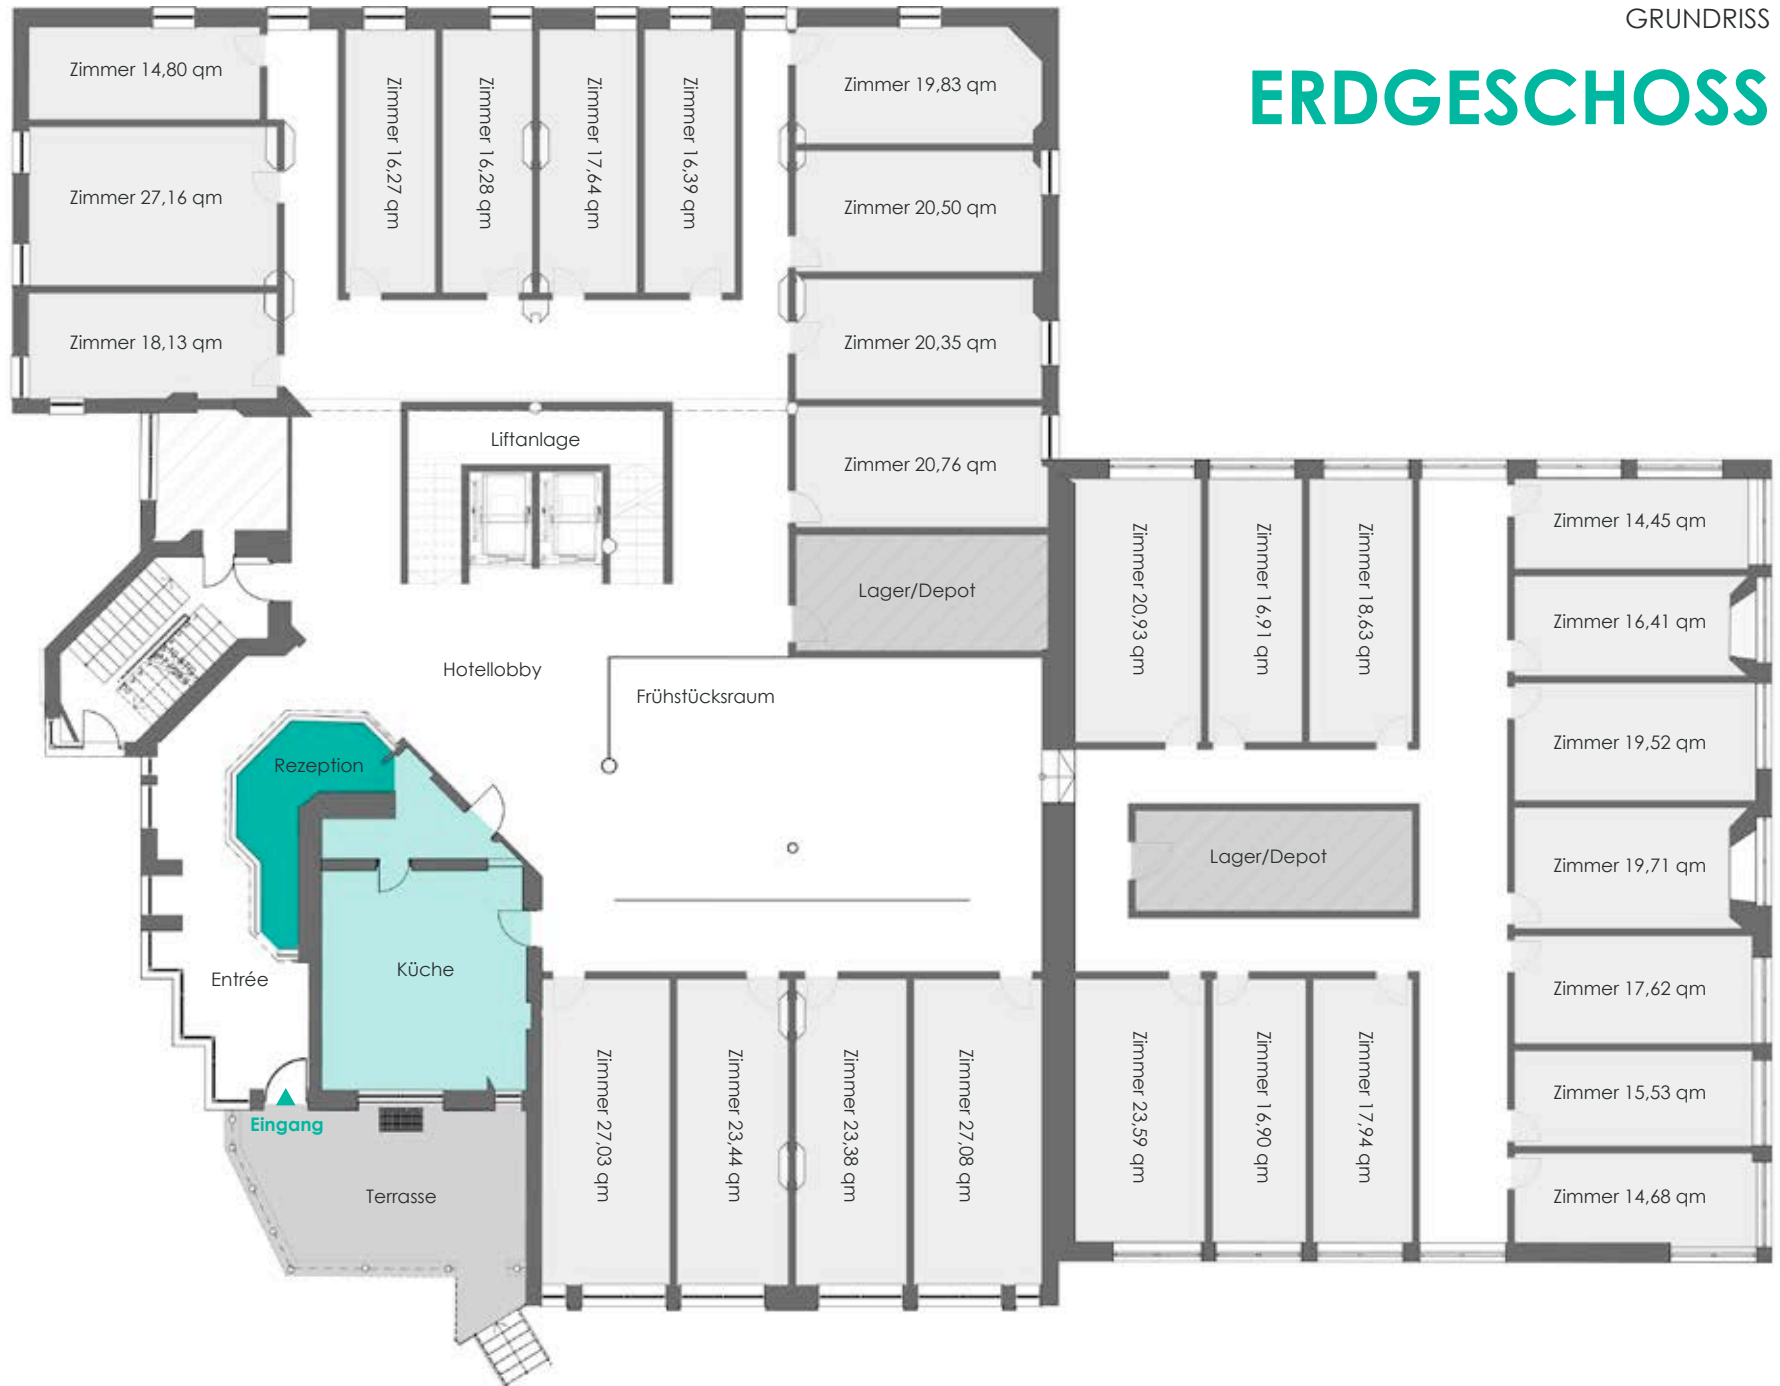 GRUNDRISS
ERDGESCHOSS
Zimmer 14,80 qm
Zimmer 27,16 qm
Zimmer 18,13 qm
Zimmer 16,27 qm
Zimmer 16,28 qm
Zimmer 17,64 qm
Zimmer 16,39 qm
Zimmer 19,83 qm
Zimmer 20,50 qm
Zimmer 20,35 qm
Zimmer 20,76 qm
Liftanlage
Lager/Depot
Hotellobby
Frühstücksraum
Rezeption
Küche
Entrée
Eingang
Terrasse
Zimmer 27,03 qm
Zimmer 23,44 qm
Zimmer 23,38 qm
Zimmer 27,08 qm
Zimmer 20,93 qm
Zimmer 16,91 qm
Zimmer 18,63 qm
Lager/Depot
Zimmer 23,59 qm
Zimmer 16,90 qm
Zimmer 17,94 qm
Zimmer 14,45 qm
Zimmer 16,41 qm
Zimmer 19,52 qm
Zimmer 19,71 qm
Zimmer 17,62 qm
Zimmer 15,53 qm
Zimmer 14,68 qm